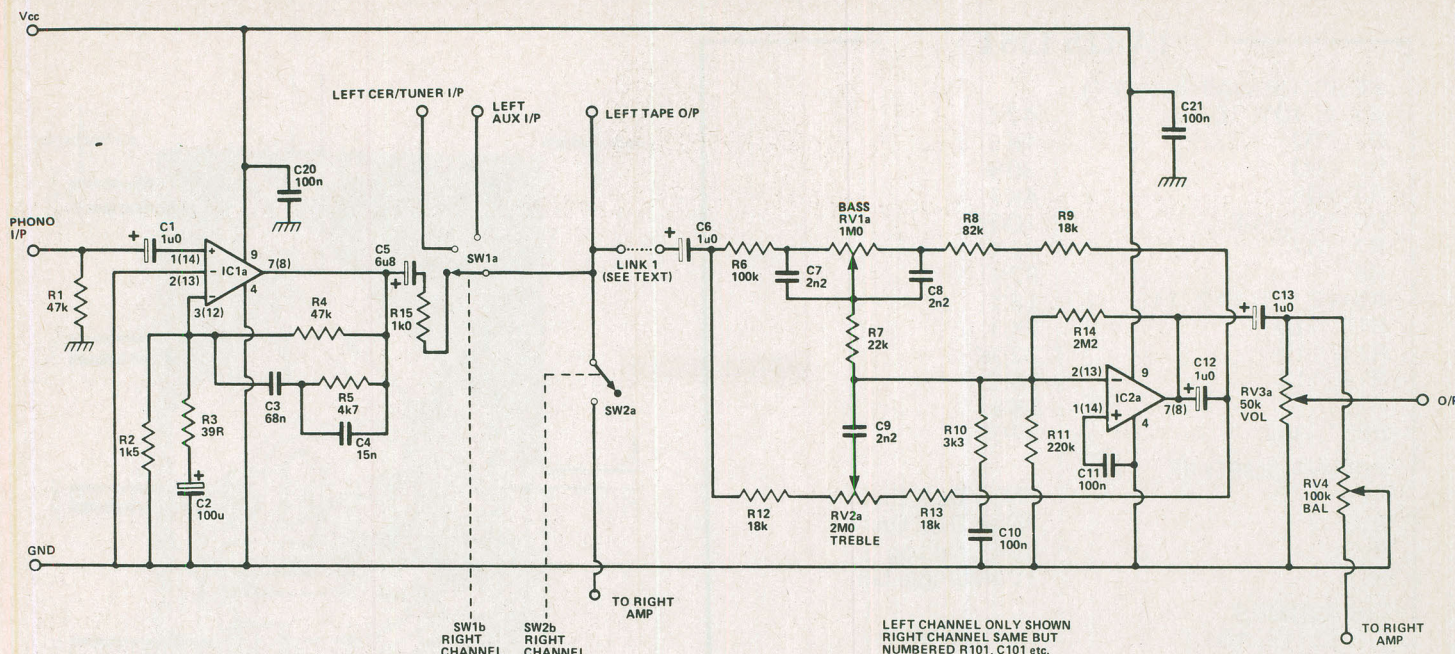 Vcc
LEFT CER/TUNER I/P
LEFT
AUX I/P
LEFT TAPE O/P
C21
100n
C20
100n
PHONO
I/P
C1
1u0
+
1(14)
+
-
2(13)
3(12)
-
IC1a
9
4
7(8)
C5
6u8
+
SW1a
R1
47k
R4
47k
R15
1k0
LINK 1
(SEE TEXT)
+
C6
1u0
R6
100k
BASS
RV1a
1M0
R8
82k
R9
18k
C7
2n2
C8
2n2
R7
22k
R14
2M2
+
C13
1u0
C3
68n
R5
4k7
C4
15n
R3
39R
R2
1k5
+
C2
100u
SW2a
C9
2n2
2(13)
-
9
IC2a
1(14)
+
4
7(8)
C12
1u0
+
RV3a
50k
VOL
O/P
R10
3k3
R11
220k
C11
100n
R12
18k
RV2a
2M0
TREBLE
R13
18k
RV4
100k
BAL
C10
100n
GND
TO RIGHT
AMP
SW1b
RIGHT
CHANNEL
SW2b
RIGHT
CHANNEL
LEFT CHANNEL ONLY SHOWN
RIGHT CHANNEL SAME BUT
NUMBERED R101, C101 etc.
TO RIGHT
AMP